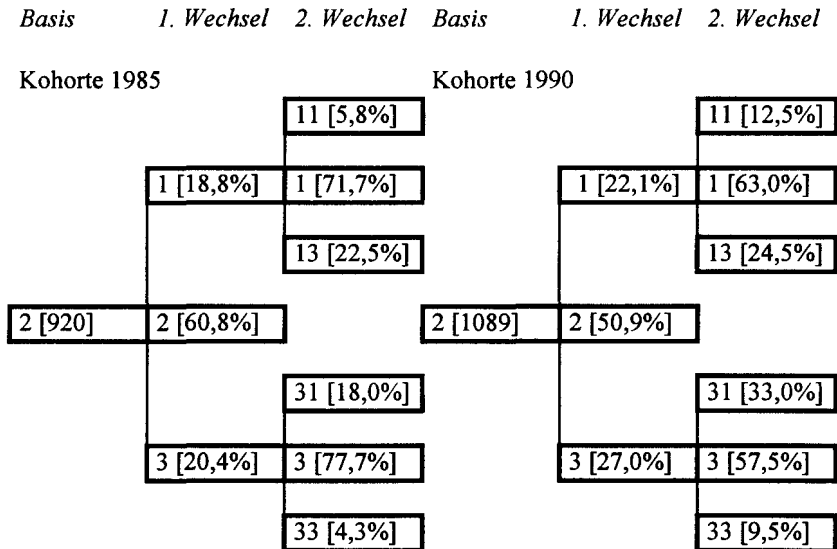 Basis 1. Wechsel 2. Wechsel Basis 1. Wechsel 2. Wechsel
Kohorte 1985 Kohorte 1990
11 [5,8%] 11 [12,5%]
1 [18,8%] 1 [71,7%] 1 [22,1%] 1 [63,0%]
13 [22,5%] 13 [24,5%]
2 [920] 2 [60,8%] 2 [1089] 2 [50,9%]
31 [18,0%] 31 [33,0%]
3 [20,4%] 3 [77,7%] 3 [27,0%] 3 [57,5%]
33 [4,3%] 33 [9,5%]